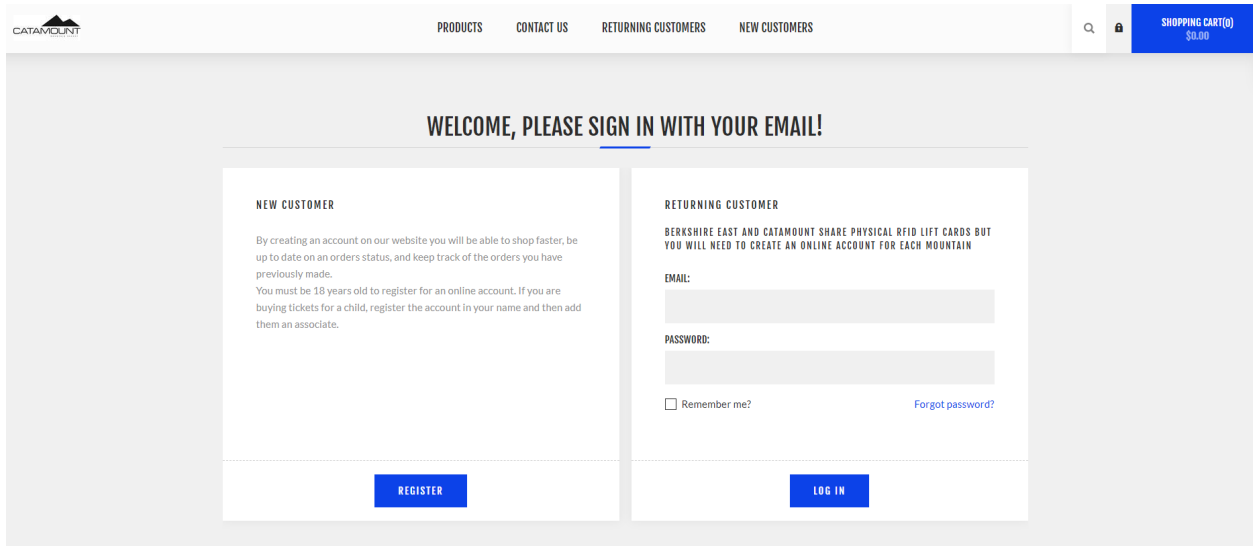 CATAMOUNT
PRODUCTS
CONTACT US
RETURNING CUSTOMERS
NEW CUSTOMERS
SHOPPING CART(0)
$0.00
WELCOME, PLEASE SIGN IN WITH YOUR EMAIL!
NEW CUSTOMER
By creating an account on our website you will be able to shop faster, be
up to date on an orders status, and keep track of the orders you have
previously made.
You must be 18 years old to register for an online account. If you are
buying tickets for a child, register the account in your name and then add
them an associate.
REGISTER
RETURNING CUSTOMER
BERKSHIRE EAST AND CATAMOUNT SHARE PHYSICAL RFID LIFT CARDS BUT
YOU WILL NEED TO CREATE AN ONLINE ACCOUNT FOR EACH MOUNTAIN
EMAIL:
PASSWORD:
Remember me?
Forgot password?
LOG IN